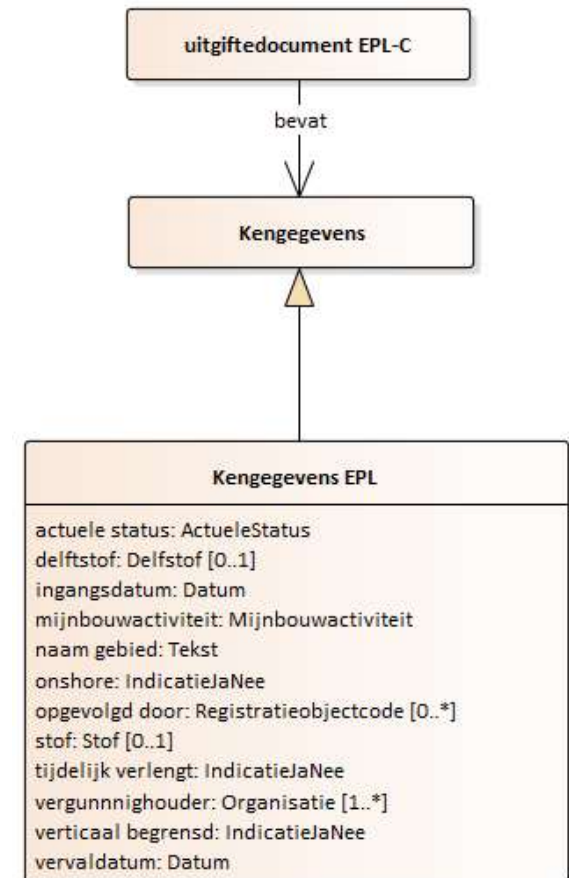 uitgiftedocument EPL-C
bevat
Kengegevens
Kengegevens EPL
actuele status: ActueleStatus
delftstof: Delfstof [0..1]
ingangsdatum: Datum
mijnbouwactiviteit: Mijnbouwactiviteit
naam gebied: Tekst
onshore: IndicatieJaNee
opgevolgd door: Registratieobjectcode [0..*]
stof: Stof [0..1]
tijdelijk verlengt: IndicatieJaNee
vergunnnighouder: Organisatie [1..*]
verticaal begrensd: IndicatieJaNee
vervaldatum: Datum